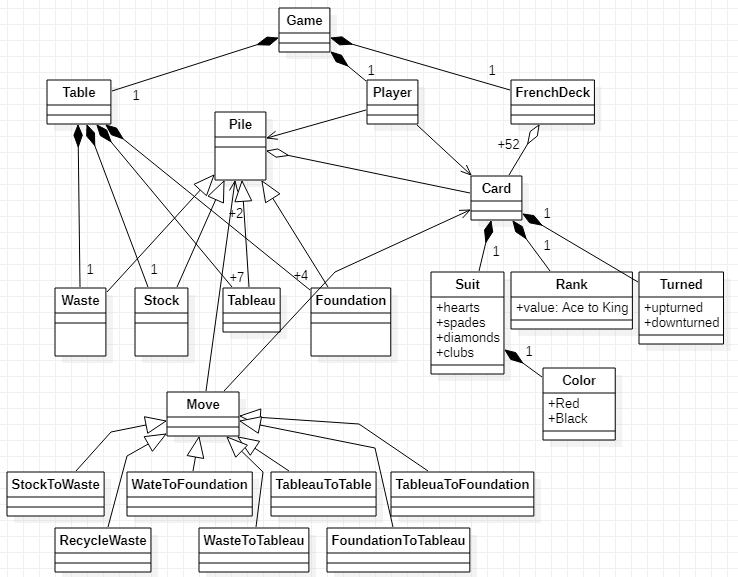 Game
1
1
1
Table
Player
FrenchDeck
Pile
+52
Card
1
1
1
+2
1
1
+7
+4
Waste
Stock
Tableau
Foundation
Suit
+hearts
+spades
+diamonds
+clubs
Rank
+value: Ace to King
Turned
+upturned
+downturned
1
Color
+Red
+Black
Move
StockToWaste
WateToFoundation
TableauToTable
TableuaToFoundation
RecycleWaste
WasteToTableau
FoundationToTableau